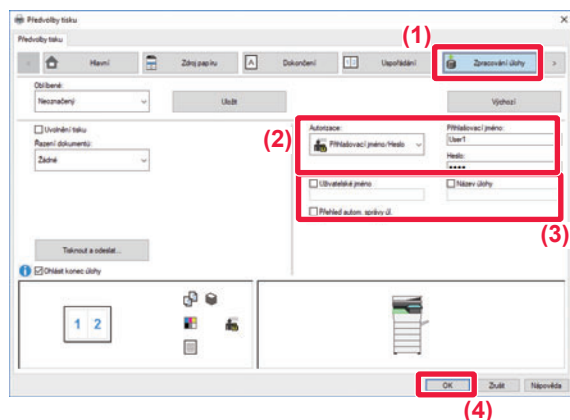 Předvolby tisku
Předvolby tisku
(1)
Hlavní
Zdroj papíru
A
Dokončení
1 2
Uspořádání
Zpracování úlohy
Oblíbené:
Neoznačený
Uložit
Výchozí
Uvolnění tisku
Řazení dokumentů:
Žádné
(2)
Autorizace:
Přihlašovací jméno/Heslo
Přihlašovací jméno:
User1
Heslo:
••••
Uživatelské jméno
Název úlohy
Přehled autom. správy úl.
(3)
Tisknout a odeslat...
Ohlásit konec úlohy
1 2
OK
Zrušit
Nápověda
(4)